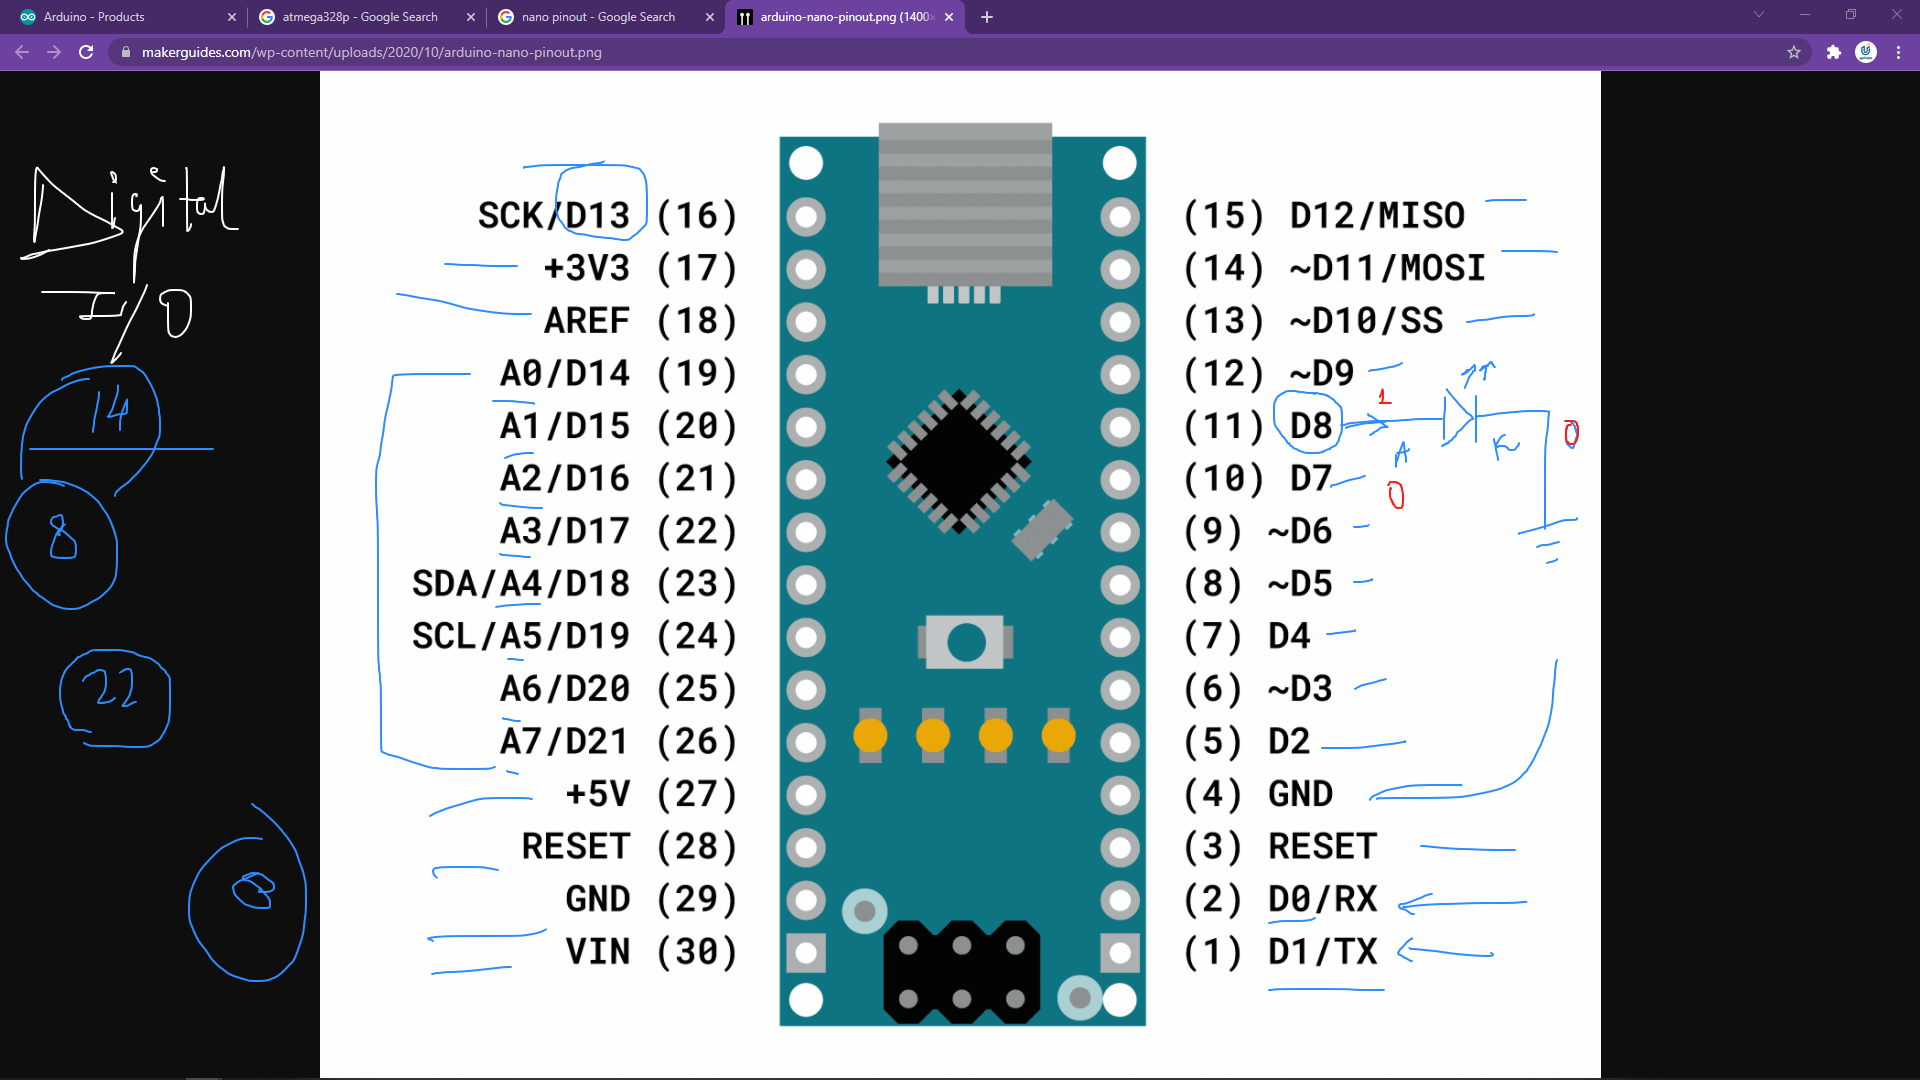 Arduino - Products
atmega328p - Google Search
nano pinout - Google Search
arduino-nano-pinout.png (1400×
makerguides.com/wp-content/uploads/2020/10/arduino-nano-pinout.png
Digital
I/O
14
8
22
SCK/D13 (16)
+3V3 (17)
AREF (18)
A0/D14 (19)
A1/D15 (20)
A2/D16 (21)
A3/D17 (22)
SDA/A4/D18 (23)
SCL/A5/D19 (24)
A6/D20 (25)
A7/D21 (26)
+5V (27)
RESET (28)
GND (29)
VIN (30)
(15) D12/MISO
(14) ~D11/MOSI
(13) ~D10/SS
(12) ~D9
(11) D8
1
A
K
0
(10) D7
0
(9) ~D6
(8) ~D5
(7) D4
(6) ~D3
(5) D2
(4) GND
(3) RESET
(2) D0/RX
(1) D1/TX